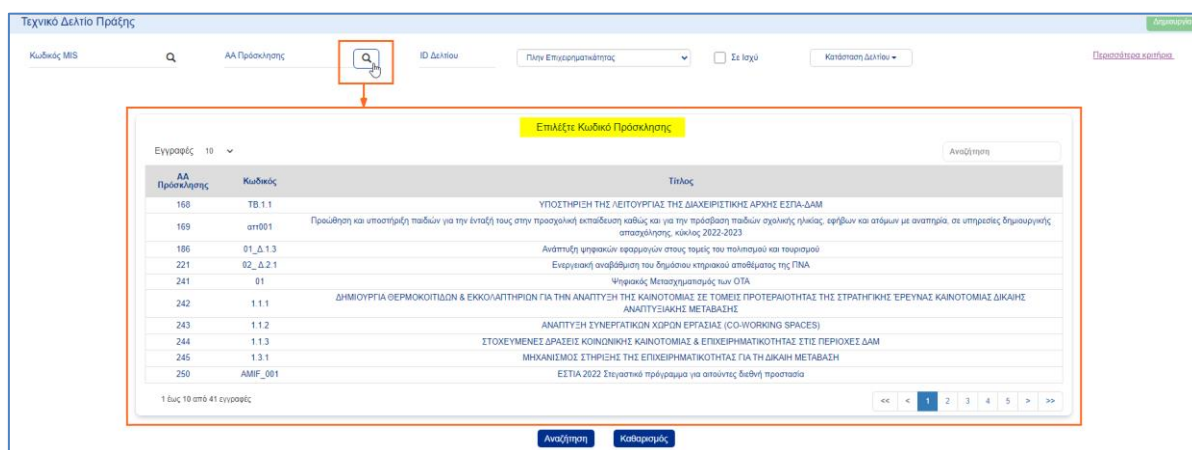 Τεχνικό Δελτίο Πράξης
Δημιουργία
Κωδικός MIS ΑΑ Πρόσκλησης ID Δελτίου Πλην Επιχειρηματικότητας Σε Ισχύ Κατάσταση Δελτίου Περισσότερα κριτήρια
Επιλέξτε Κωδικό Πρόσκλησης
Εγγραφές 10 Αναζήτηση
ΑΑ Πρόσκλησης Κωδικός Τίτλος
168 ΤΒ.1.1 ΥΠΟΣΤΗΡΙΞΗ ΤΗΣ ΛΕΙΤΟΥΡΓΙΑΣ ΤΗΣ ΔΙΑΧΕΙΡΙΣΤΙΚΗΣ ΑΡΧΗΣ ΕΣΠΑ-ΔΑΜ
169 απ001 Προώθηση και υποστήριξη παιδιών για την ένταξή τους στην προσχολική εκπαίδευση καθώς και για την πρόσβαση παιδιών σχολικής ηλικίας, εφήβων και ατόμων με αναπηρία, σε υπηρεσίες δημιουργικής
απασχόλησης, κύκλος 2022-2023
186 01_Δ.1.3 Ανάπτυξη ψηφιακών εφαρμογών στους τομείς του πολιτισμού και τουρισμού
221 02_ Δ.2.1 Ενεργειακή αναβάθμιση του δημόσιου κτηριακού αποθέματος της ΠΝΑ
241 01 Ψηφιακός Μετασχηματισμός των ΟΤΑ
242 1.1.1 ΔΗΜΙΟΥΡΓΙΑ ΘΕΡΜΟΚΟΙΤΙΔΩΝ & ΕΚΚΟΛΑΠΤΗΡΙΩΝ ΓΙΑ ΤΗΝ ΑΝΑΠΤΥΞΗ ΤΗΣ ΚΑΙΝΟΤΟΜΙΑΣ ΣΕ ΤΟΜΕΙΣ ΠΡΟΤΕΡΑΙΟΤΗΤΑΣ ΤΗΣ ΣΤΡΑΤΗΓΙΚΗΣ ΈΡΕΥΝΑΣ ΚΑΙΝΟΤΟΜΙΑΣ ΔΙΚΑΙΗΣ
ΑΝΑΠΤΥΞΙΑΚΗΣ ΜΕΤΑΒΑΣΗΣ
243 1.1.2 ΑΝΑΠΤΥΞΗ ΣΥΝΕΡΓΑΤΙΚΩΝ ΧΩΡΩΝ ΕΡΓΑΣΙΑΣ (CO-WORKING SPACES)
244 1.1.3 ΣΤΟΧΕΥΜΕΝΕΣ ΔΡΑΣΕΙΣ ΚΟΙΝΩΝΙΚΗΣ ΚΑΙΝΟΤΟΜΙΑΣ & ΕΠΙΧΕΙΡΗΜΑΤΙΚΟΤΗΤΑΣ ΣΤΙΣ ΠΕΡΙΟΧΕΣ ΔΑΜ
245 1.3.1 ΜΗΧΑΝΙΣΜΟΣ ΣΤΗΡΙΞΗΣ ΤΗΣ ΕΠΙΧΕΙΡΗΜΑΤΙΚΟΤΗΤΑΣ ΓΙΑ ΤΗ ΔΙΚΑΙΗ ΜΕΤΑΒΑΣΗ
250 AMIF_001 ΕΣΤΙΑ 2022 Στεγαστικό πρόγραμμα για αιτούντες διεθνή προστασία
1 έως 10 από 41 εγγραφές << < 1 2 3 4 5 > >>
Αναζήτηση Καθαρισμός